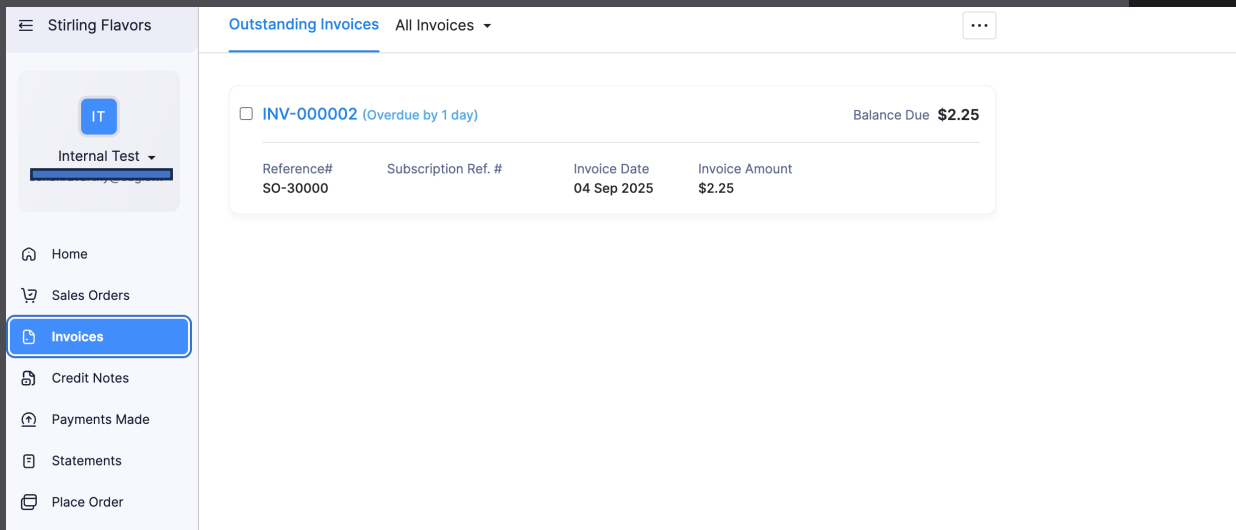 Stirling Flavors
Outstanding Invoices All Invoices
IT
Internal Test
INV-000002 (Overdue by 1 day) Balance Due $2.25
Reference# Subscription Ref. # Invoice Date Invoice Amount
SO-30000 04 Sep 2025 $2.25
Home
Sales Orders
Invoices
Credit Notes
Payments Made
Statements
Place Order